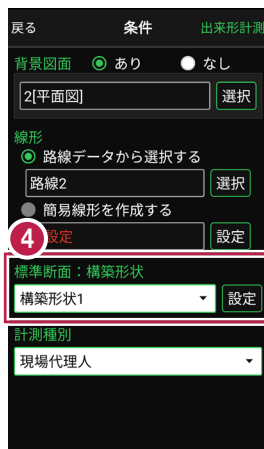 戻る 条件 出来形計測
背景図面 あり なし
2[平面図] 選択
線形
路線データから選択する
路線2 選択
簡易線形を作成する
4 設定 設定
標準断面：構築形状
構築形状1 設定
計測種別
現場代理人